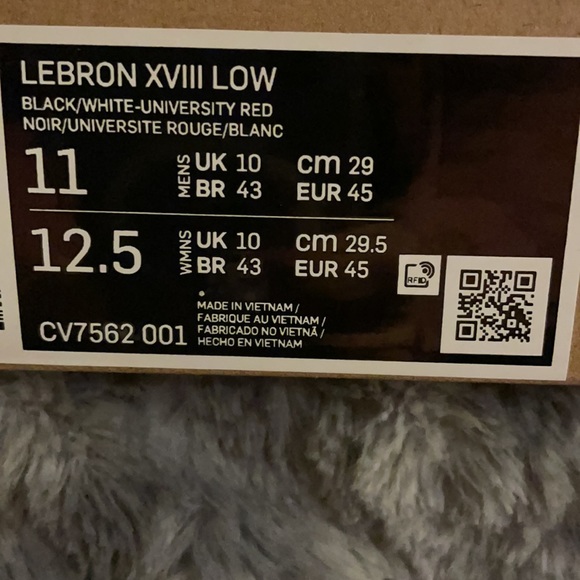 LEBRON XVIII LOW
BLACK/WHITE-UNIVERSITY RED
NOIR/UNIVERSITE ROUGE/BLANC
11 MENS UK 10 cm 29
BR 43 EUR 45
12.5 WMNS UK 10 cm 29.5
BR 43 EUR 45
RFID
MADE IN VIETNAM /
FABRIQUE AU VIETNAM /
FABRICADO NO VIETNÃ /
HECHO EN VIETNAM
CV7562 001